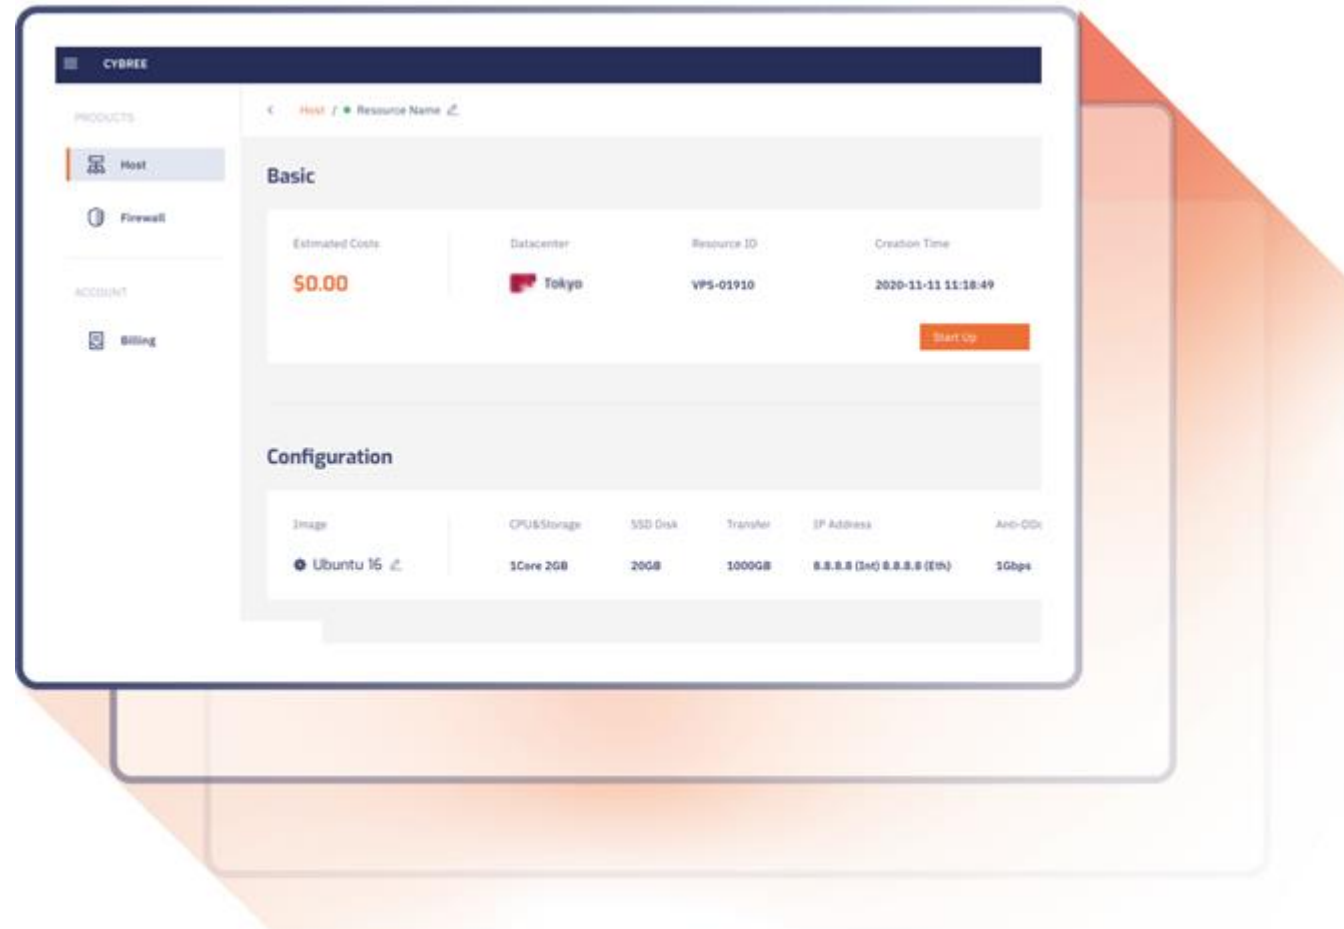 CYBREE
PRODUCTS
Host
Firewall
ACCOUNT
Billing
Host / Resource Name
Basic
Estimated Costs Datacenter Resource ID Creation Time
$0.00 Tokyo VPS-01910 2020-11-11 11:18:49
Start Up
Configuration
Image CPU&Storage SSD Disk Transfer IP Address
Ubuntu 16 1Core 2GB 20GB 1000GB 8.8.8.8 (Int) 8.8.8.8 (Eth) 1Gbps